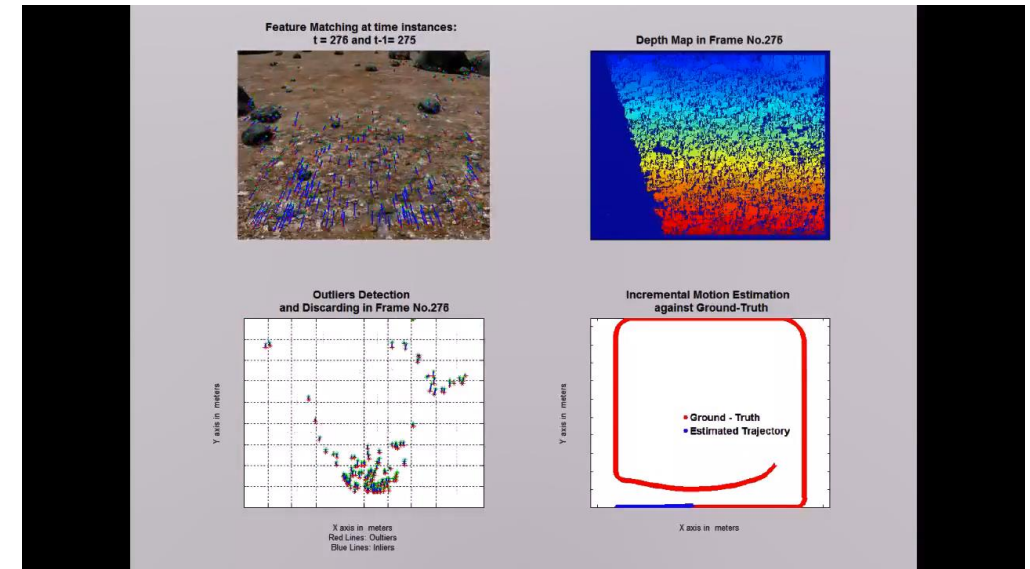 Feature Matching at time instances:
t = 276 and t-1= 275
Depth Map in Frame No.276
Outliers Detection
and Discarding in Frame No.276
Y axis in meters
X axis in meters
Red Lines: Oultiers
Blue Lines: Inliers
Incremental Motion Estimation
against Ground-Truth
Y axis in meters
Ground - Truth
Estimated Trajectory
X axis in meters